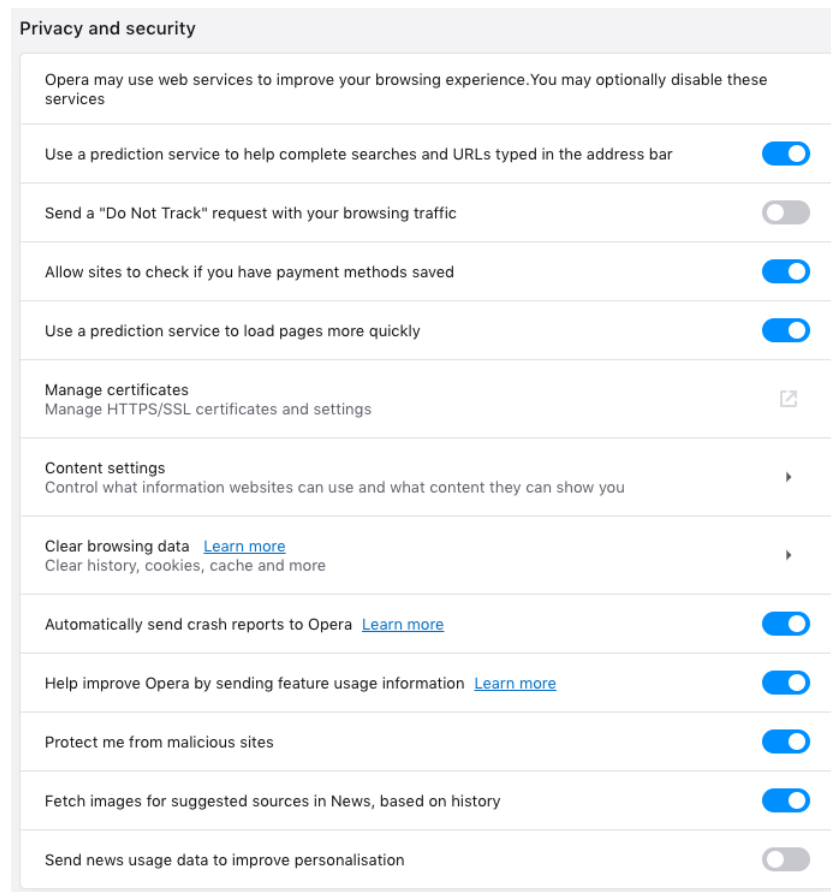 Privacy and security
Opera may use web services to improve your browsing experience.You may optionally disable these
services
Use a prediction service to help complete searches and URLs typed in the address bar
Send a "Do Not Track" request with your browsing traffic
Allow sites to check if you have payment methods saved
Use a prediction service to load pages more quickly
Manage certificates
Manage HTTPS/SSL certificates and settings
Content settings
Control what information websites can use and what content they can show you
Clear browsing data Learn more
Clear history, cookies, cache and more
Automatically send crash reports to Opera Learn more
Help improve Opera by sending feature usage information Learn more
Protect me from malicious sites
Fetch images for suggested sources in News, based on history
Send news usage data to improve personalisation